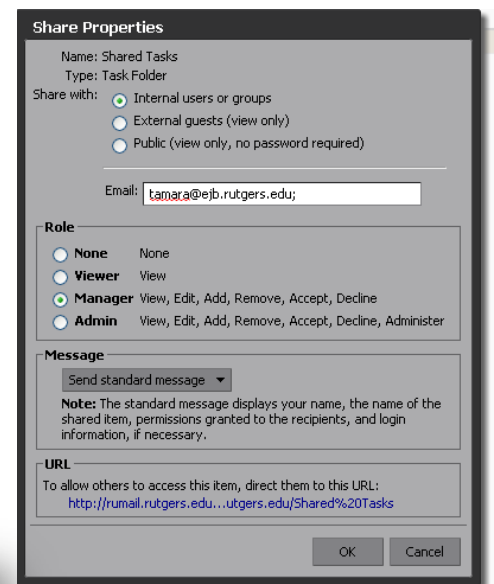 Share Properties
Name: Shared Tasks
Type: Task Folder
Share with: Internal users or groups
External guests (view only)
Public (view only, no password required)
Email: tamara@ejb.rutgers.edu;
Role
None None
Viewer View
Manager View, Edit, Add, Remove, Accept, Decline
Admin View, Edit, Add, Remove, Accept, Decline, Administer
Message
Send standard message
Note: The standard message displays your name, the name of the
shared item, permissions granted to the recipients, and login
information, if necessary.
URL
To allow others to access this item, direct them to this URL:
http://rumail.rutgers.edu...utgers.edu/Shared%20Tasks
OK Cancel